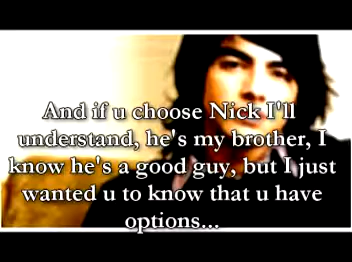 And if u choose Nick I'll
understand, he's my brother, I
know he's a good guy, but I just
wanted u to know that u have
options...